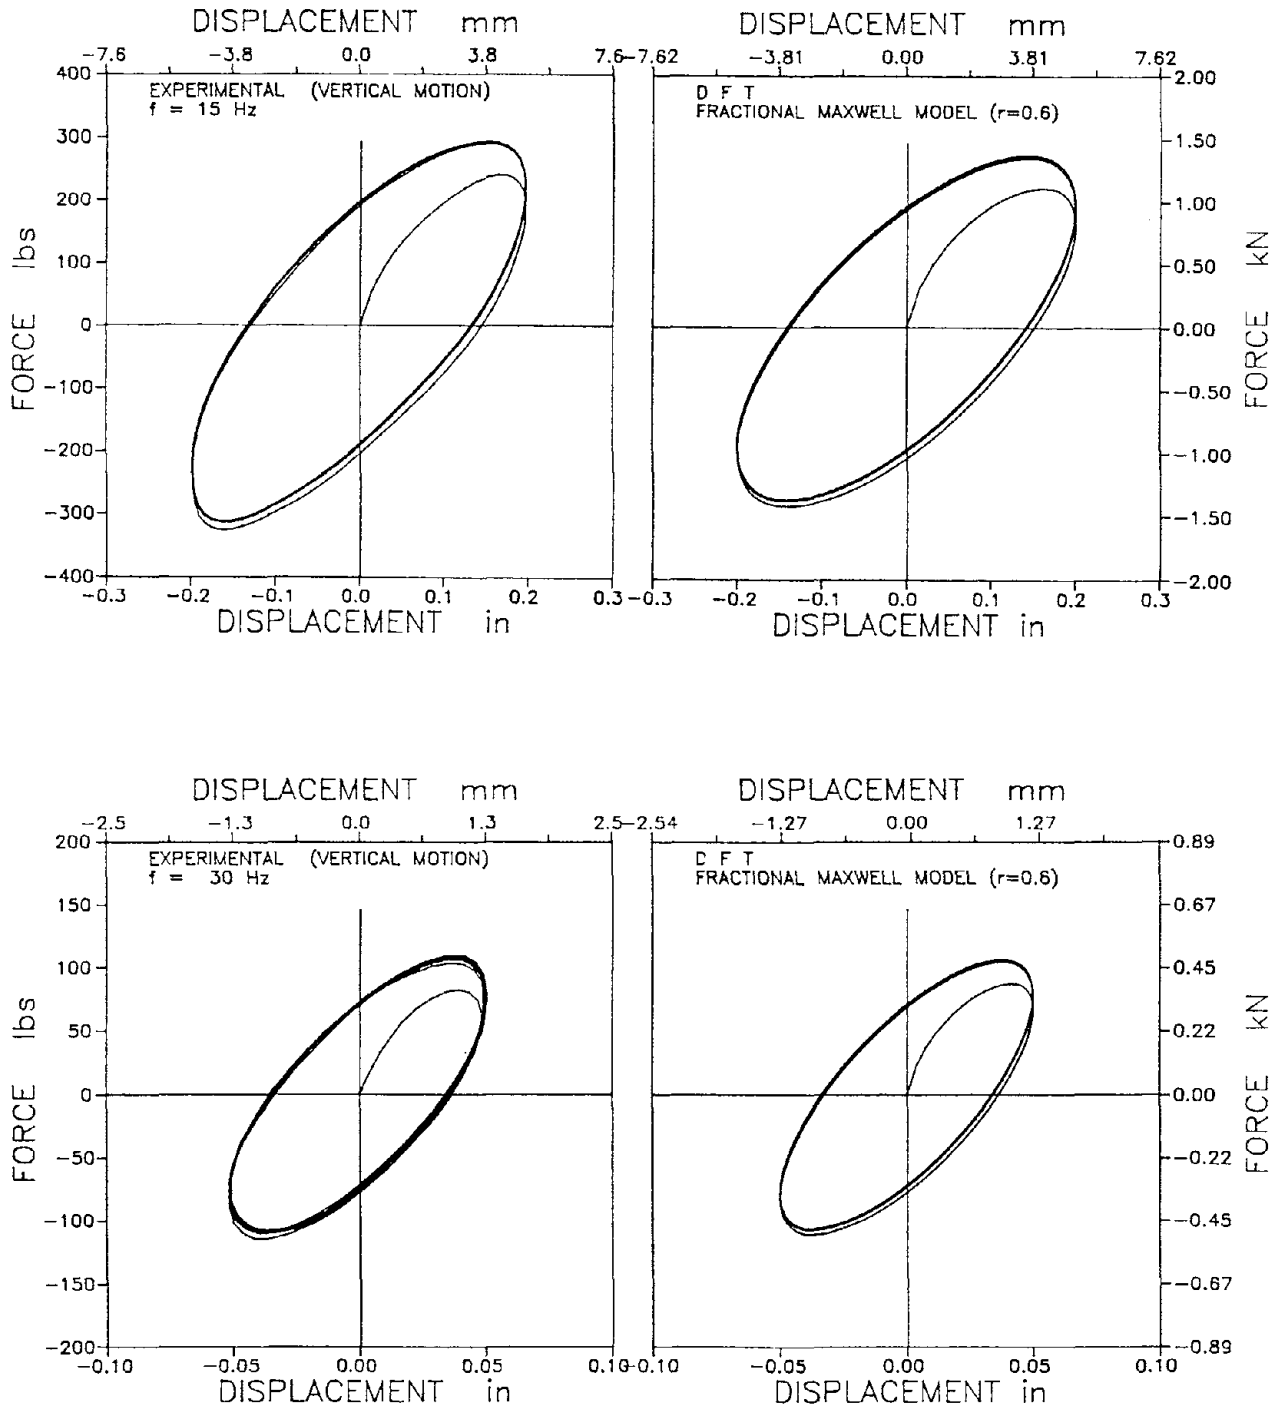 DISPLACEMENT mm
-7.6 -3.8 0.0 3.8 7.6
400
300
200
100
0
-100
-200
-300
-400
FORCE lbs
EXPERIMENTAL (VERTICAL MOTION)
f = 15 Hz
-0.3 -0.2 -0.1 0.0 0.1 0.2 0.3
DISPLACEMENT in
DISPLACEMENT mm
-7.62 -3.81 0.00 3.81 7.62
D F T
FRACTIONAL MAXWELL MODEL (r=0.6)
2.00
1.50
1.00
0.50
0.00
-0.50
-1.00
-1.50
-2.00
FORCE kN
-0.3 -0.2 -0.1 0.0 0.1 0.2 0.3
DISPLACEMENT in
DISPLACEMENT mm
-2.5 -1.3 0.0 1.3 2.5
200
150
100
50
0
-50
-100
-150
-200
FORCE lbs
EXPERIMENTAL (VERTICAL MOTION)
f = 30 Hz
-0.10 -0.05 0.00 0.05 0.10
DISPLACEMENT in
DISPLACEMENT mm
-2.54 -1.27 0.00 1.27
D F T
FRACTIONAL MAXWELL MODEL (r=0.6)
0.89
0.67
0.45
0.22
0.00
-0.22
-0.45
-0.67
-0.89
FORCE kN
-0.10 -0.05 0.00 0.05 0.10
DISPLACEMENT in